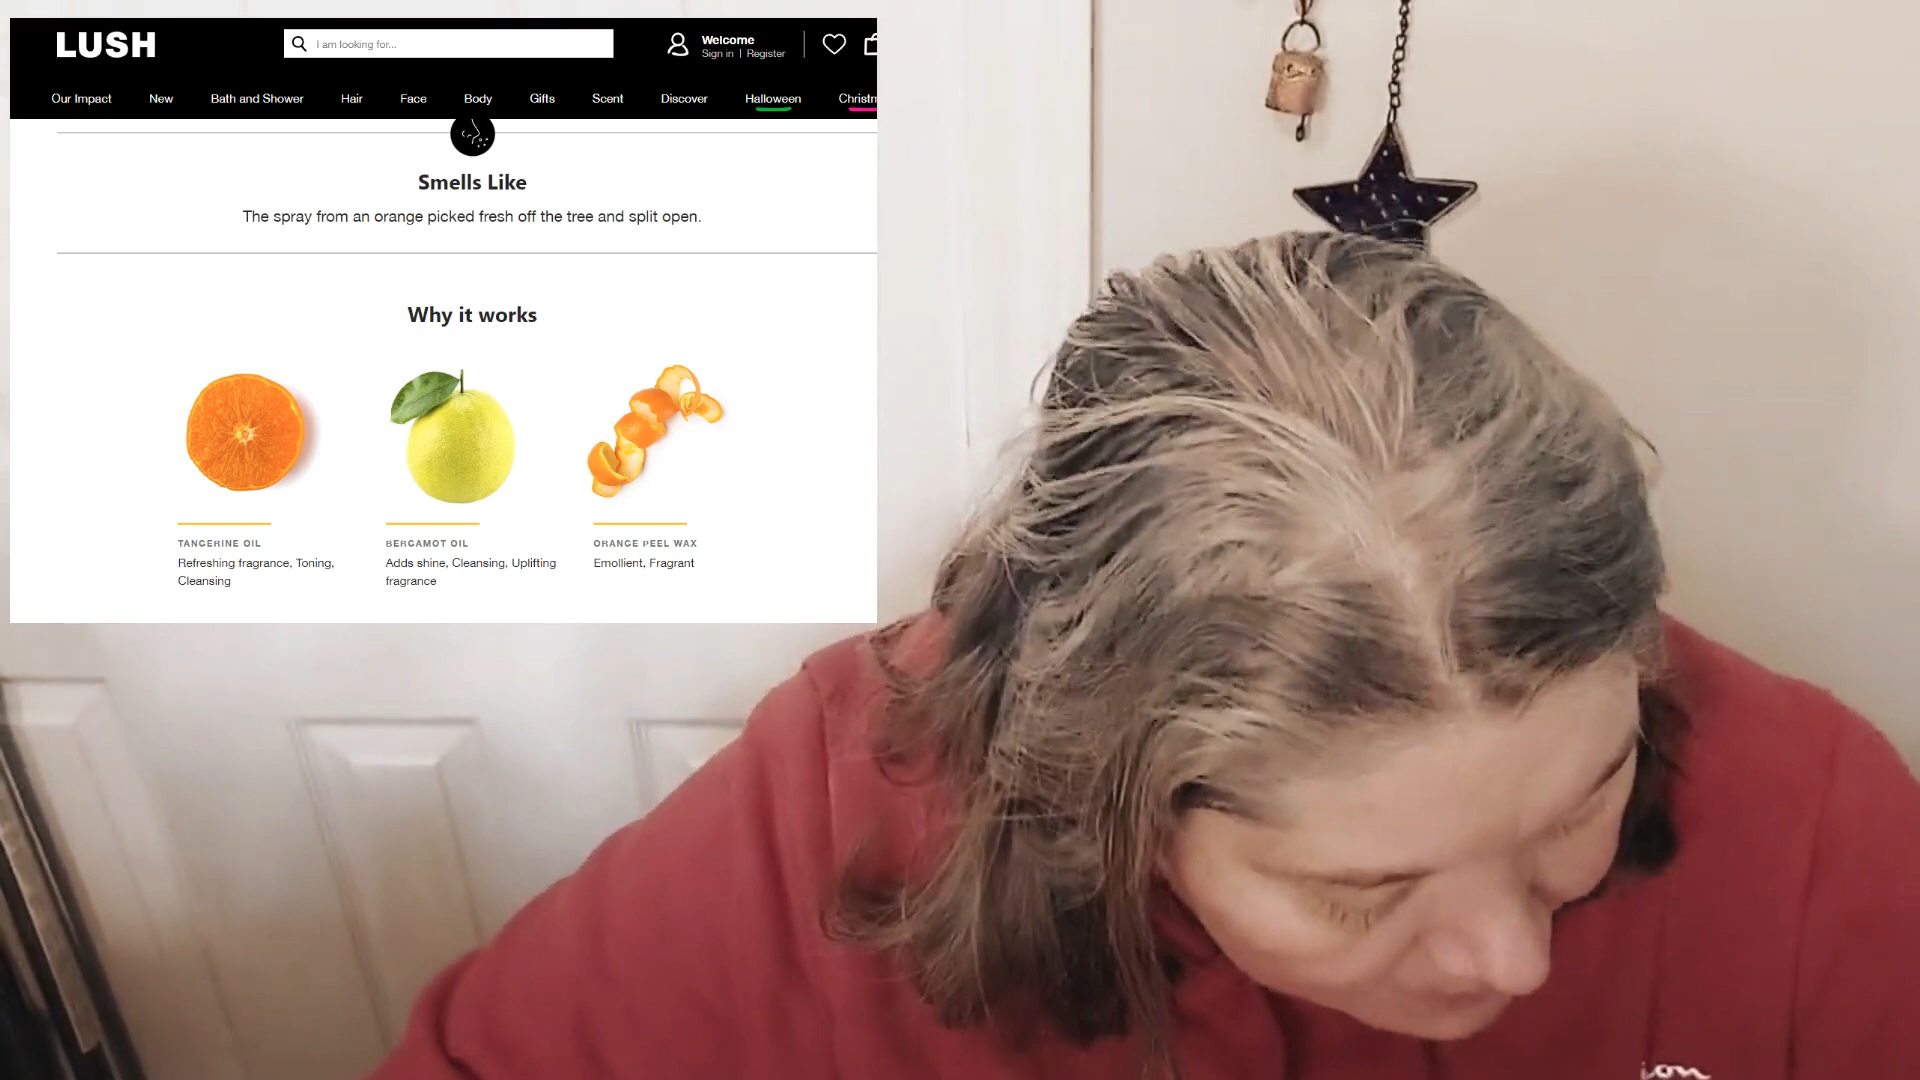 LUSH
I am looking for...
Welcome
Sign in | Register
Our Impact New Bath and Shower Hair Face Body Gifts Scent Discover Halloween Christm
Smells Like
The spray from an orange picked fresh off the tree and split open.
Why it works
TANGERINE OIL
Refreshing fragrance, Toning,
Cleansing
BERGAMOT OIL
Adds shine, Cleansing, Uplifting
fragrance
ORANGE PEEL WAX
Emollient, Fragrant
ion